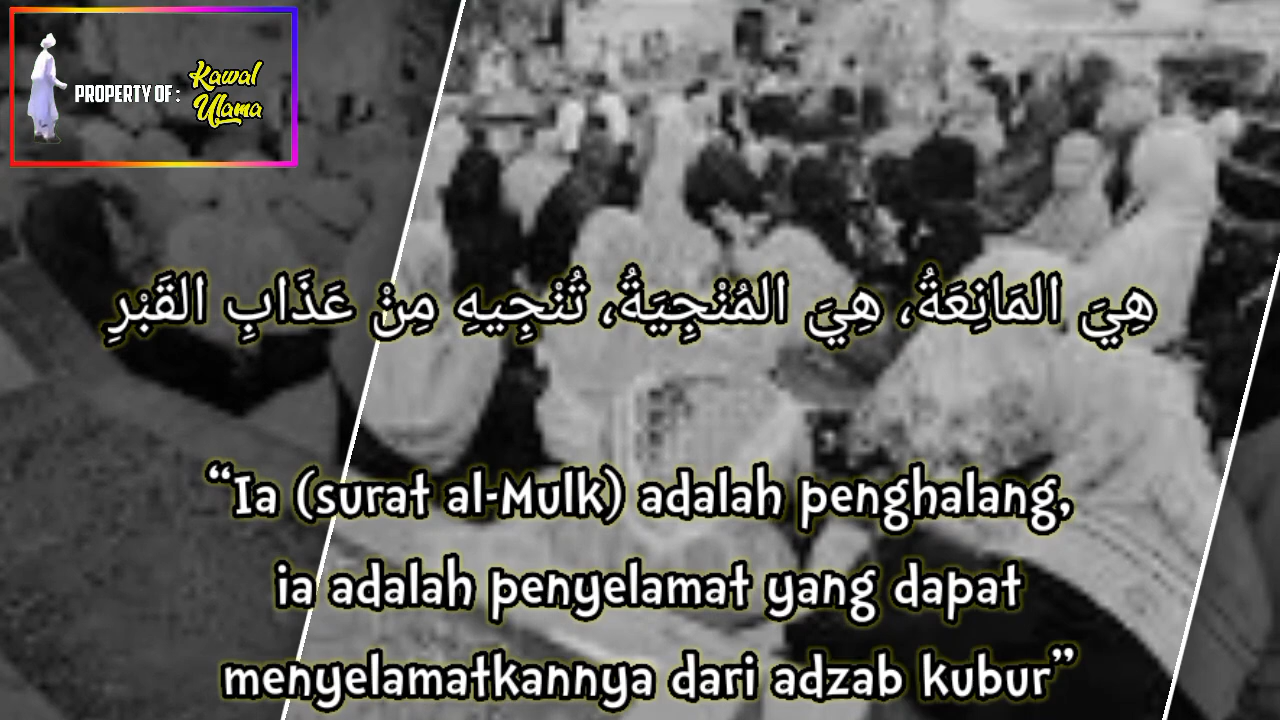 PROPERTY OF :
Kawal
Ulama
هِيَ المَانِعَةُ، هِيَ المُنْجِيَةُ، تُنْجِيهِ مِنْ عَذَابِ القَبْرِ
“Ia (surat al-Mulk) adalah penghalang,
ia adalah penyelamat yang dapat
menyelamatkannya dari adzab kubur”